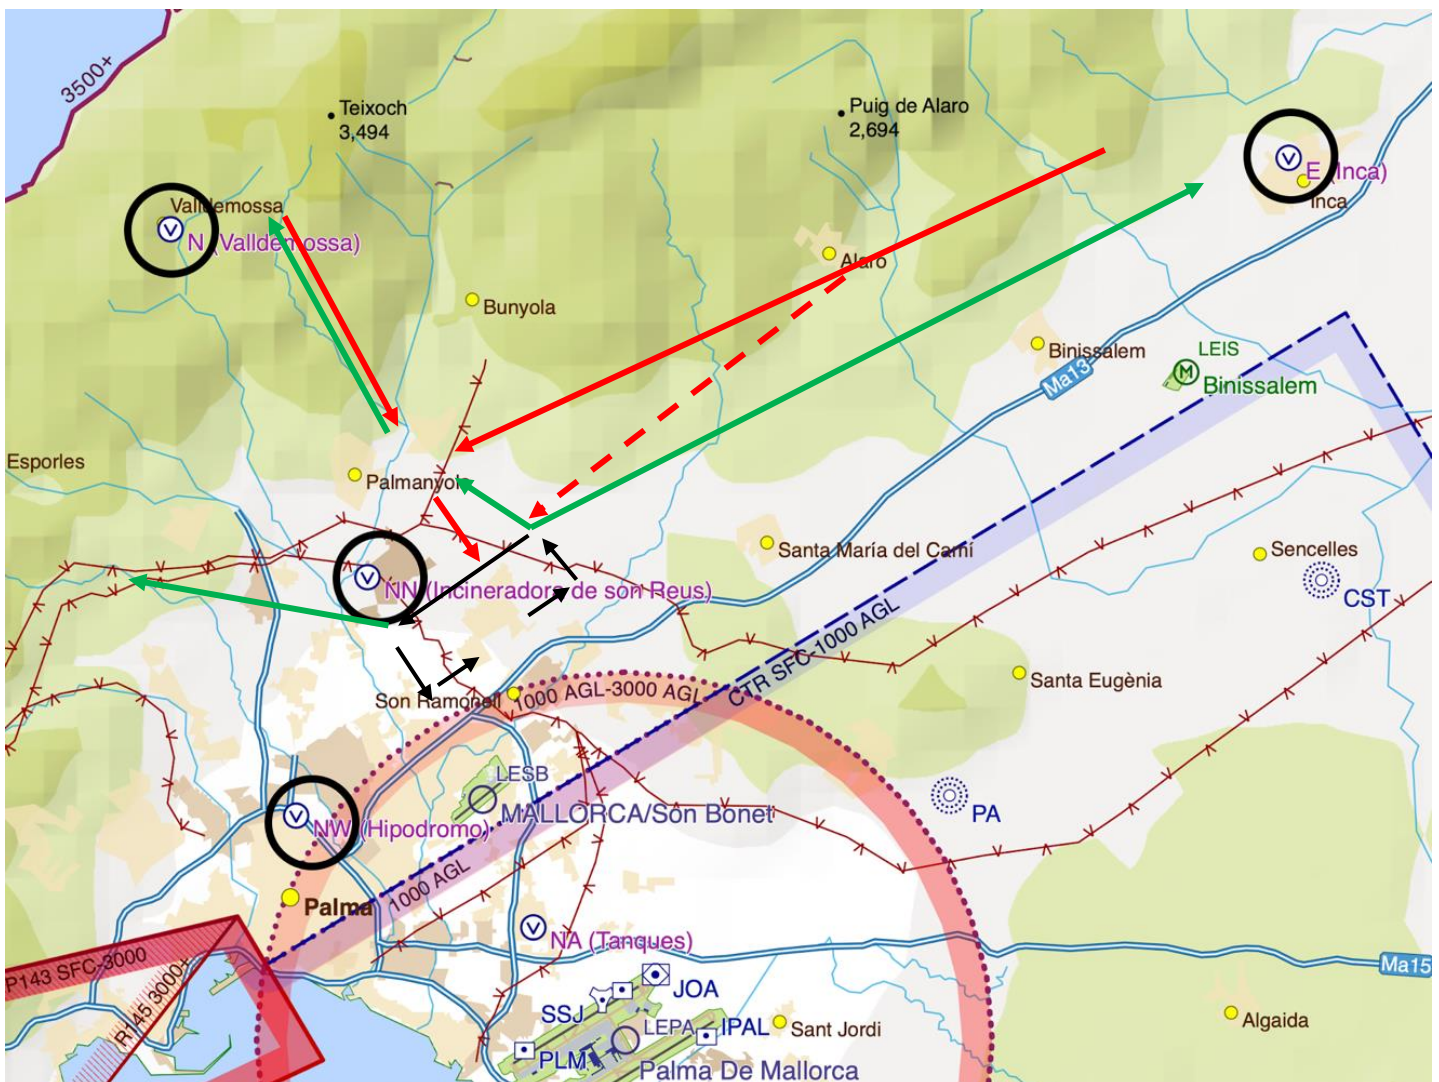 3500+
Teixoch
3,494
Puig de Alaro
2,694
E (Inca)
Inca
Valldemossa
N (Valldemossa)
Alaro
Bunyola
Binissalem
LEIS
Binissalem
Ma13
Esporles
Palmanyola
Santa María del Camí
Sencelles
NN (Incineradora de son Reus)
CST
CTR SFC-1000 AGL
Santa Eugènia
Son Ramonell
1000 AGL-3000 AGL
LESB
MALLORCA/Son Bonet
PA
NW (Hipodromo)
1000 AGL
Palma
NA (Tanques)
P143 SFC-3000
R145 3000+
Ma15
JOA
SSJ
LEPA
IPAL
Sant Jordi
Algaida
PLM
Palma De Mallorca